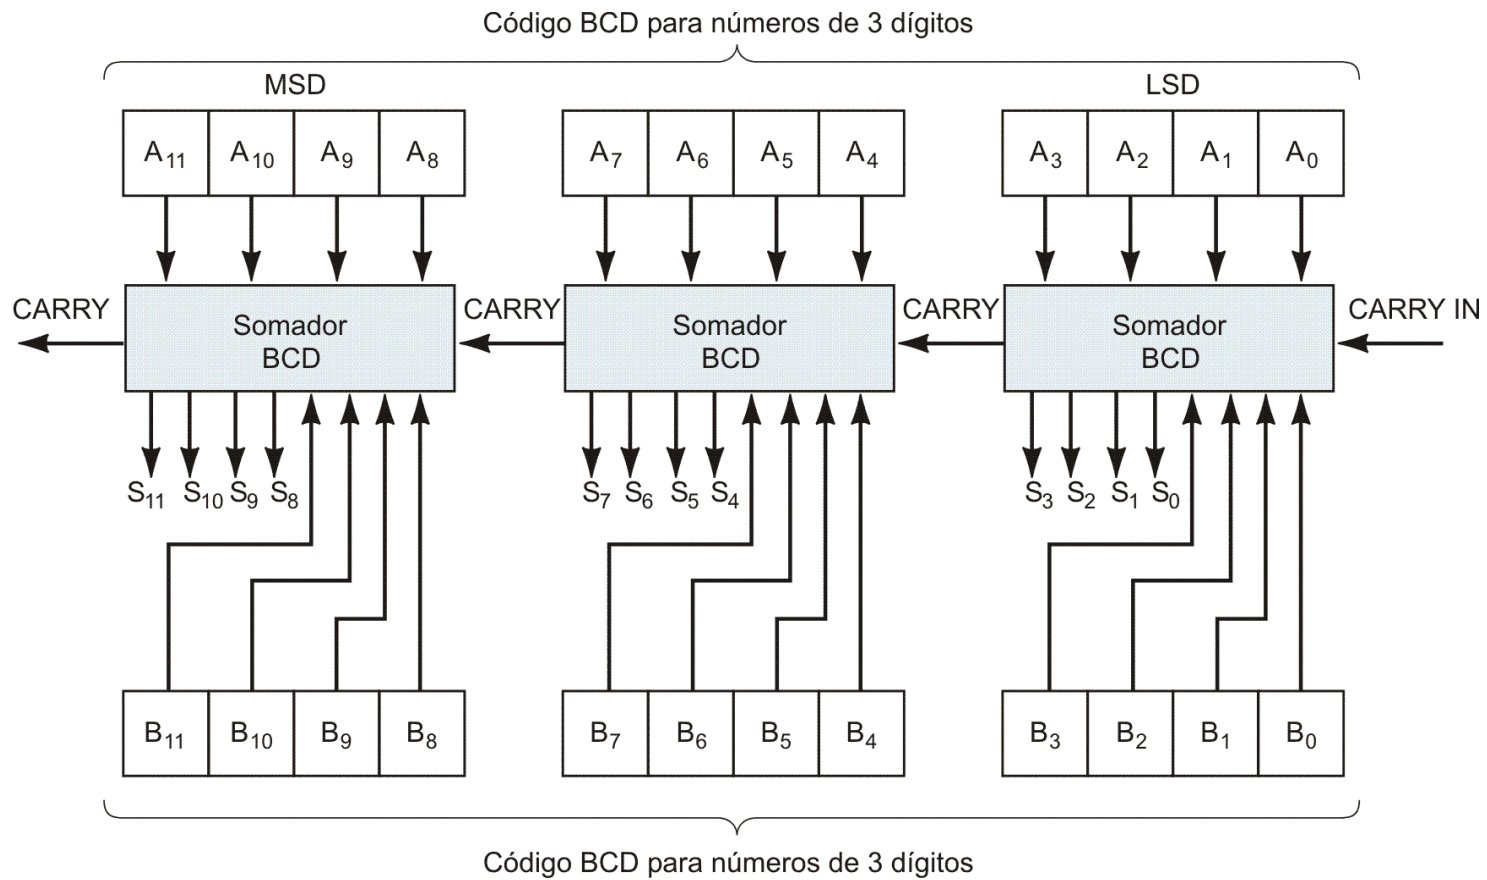 Código BCD para números de 3 dígitos
MSD LSD
A11 A10 A9 A8 A7 A6 A5 A4 A3 A2 A1 A0
CARRY CARRY CARRY CARRY IN
Somador Somador Somador
BCD BCD BCD
S11 S10 S9 S8 S7 S6 S5 S4 S3 S2 S1 S0
B11 B10 B9 B8 B7 B6 B5 B4 B3 B2 B1 B0
Código BCD para números de 3 dígitos